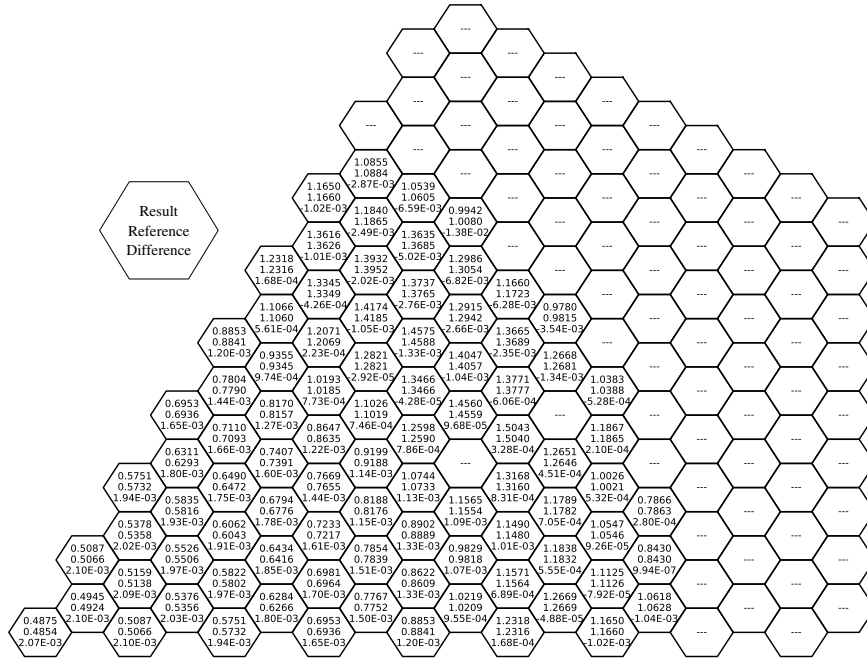 ---
--- ---
--- ---
--- --- ---
--- --- --- ---
--- --- --- ---
1.0855
1.0884
-2.87E-03
--- --- --- ---
1.1650 1.0539
1.1660 1.0605
-1.02E-03 -6.59E-03
--- --- --- ---
Result
Reference
Difference
1.1840 0.9942
1.1865 1.0080
-2.49E-03 -1.38E-02
--- --- --- ---
1.3616 1.3635
1.3626 1.3685
-1.01E-03 -5.02E-03
--- --- --- ---
1.2318 1.3932 1.2986
1.2316 1.3952 1.3054
1.68E-04 -2.02E-03 -6.82E-03
--- --- --- ---
1.3345 1.3737 1.1660
1.3349 1.3765 1.1723
-4.26E-04 -2.76E-03 -6.28E-03
--- --- ---
1.1066 1.4174 1.2915 0.9780
1.1060 1.4185 1.2942 0.9815
5.61E-04 -1.05E-03 -2.66E-03 -3.54E-03
--- --- ---
0.8853 1.2071 1.4575 1.3665
0.8841 1.2069 1.4588 1.3689
1.20E-03 2.23E-04 -1.33E-03 -2.35E-03
--- --- ---
0.9355 1.2821 1.4047 1.2668
0.9345 1.2821 1.4057 1.2681
9.74E-04 -2.92E-05 -1.04E-03 -1.34E-03
--- --- ---
0.7804 1.0193 1.3466 1.3771 1.0383
0.7790 1.0185 1.3466 1.3777 1.0388
1.44E-03 7.73E-04 -4.28E-05 -6.06E-04 -5.28E-04
--- ---
0.6953 0.8170 1.1026 1.4560
0.6936 0.8157 1.1019 1.4559
1.65E-03 1.27E-03 7.46E-04 9.68E-05
--- --- --- ---
0.7110 0.8647 1.2598 1.5043 1.1867
0.7093 0.8635 1.2590 1.5040 1.1865
1.66E-03 1.22E-03 7.86E-04 3.28E-04 2.10E-04
--- ---
0.6311 0.7407 0.9199 --- 1.2651
0.6293 0.7391 0.9188 1.2646
1.80E-03 1.60E-03 1.14E-03 4.51E-04
--- --- ---
0.5751 0.6490 0.7669 1.0744 1.3168 1.0026
0.5732 0.6472 0.7655 1.0733 1.3160 1.0021
1.94E-03 1.75E-03 1.44E-03 1.13E-03 8.31E-04 5.32E-04
--- ---
0.5835 0.6794 0.8188 1.1565 1.1789 0.7866
0.5816 0.6776 0.8176 1.1554 1.1782 0.7863
1.93E-03 1.78E-03 1.15E-03 1.09E-03 7.05E-04 2.80E-04
--- ---
0.5378 0.6062 0.7233 0.8902 1.1490 1.0547
0.5358 0.6043 0.7217 0.8889 1.1480 1.0546
2.02E-03 1.91E-03 1.61E-03 1.33E-03 1.01E-03 9.26E-05
--- ---
0.5087 0.5526 0.6434 0.7854 0.9829 1.1838 0.8430
0.5066 0.5506 0.6416 0.7839 0.9818 1.1832 0.8430
2.10E-03 1.97E-03 1.85E-03 1.51E-03 1.07E-03 5.55E-04 9.94E-07
--- ---
0.5159 0.5822 0.6981 0.8622 1.1571 1.1125
0.5138 0.5802 0.6964 0.8609 1.1564 1.1126
2.09E-03 1.97E-03 1.70E-03 1.33E-03 6.89E-04 -7.92E-05
--- ---
0.4945 0.5376 0.6284 0.7767 1.0219 1.2669 1.0618
0.4924 0.5356 0.6266 0.7752 1.0209 1.2669 1.0628
2.10E-03 2.03E-03 1.80E-03 1.50E-03 9.55E-04 -4.88E-05 -1.04E-03
--- ---
0.4875 0.5087 0.5751 0.6953 0.8853 1.2318 1.1650
0.4854 0.5066 0.5732 0.6936 0.8841 1.2316 1.1660
2.07E-03 2.10E-03 1.94E-03 1.65E-03 1.20E-03 1.68E-04 -1.02E-03
--- ---